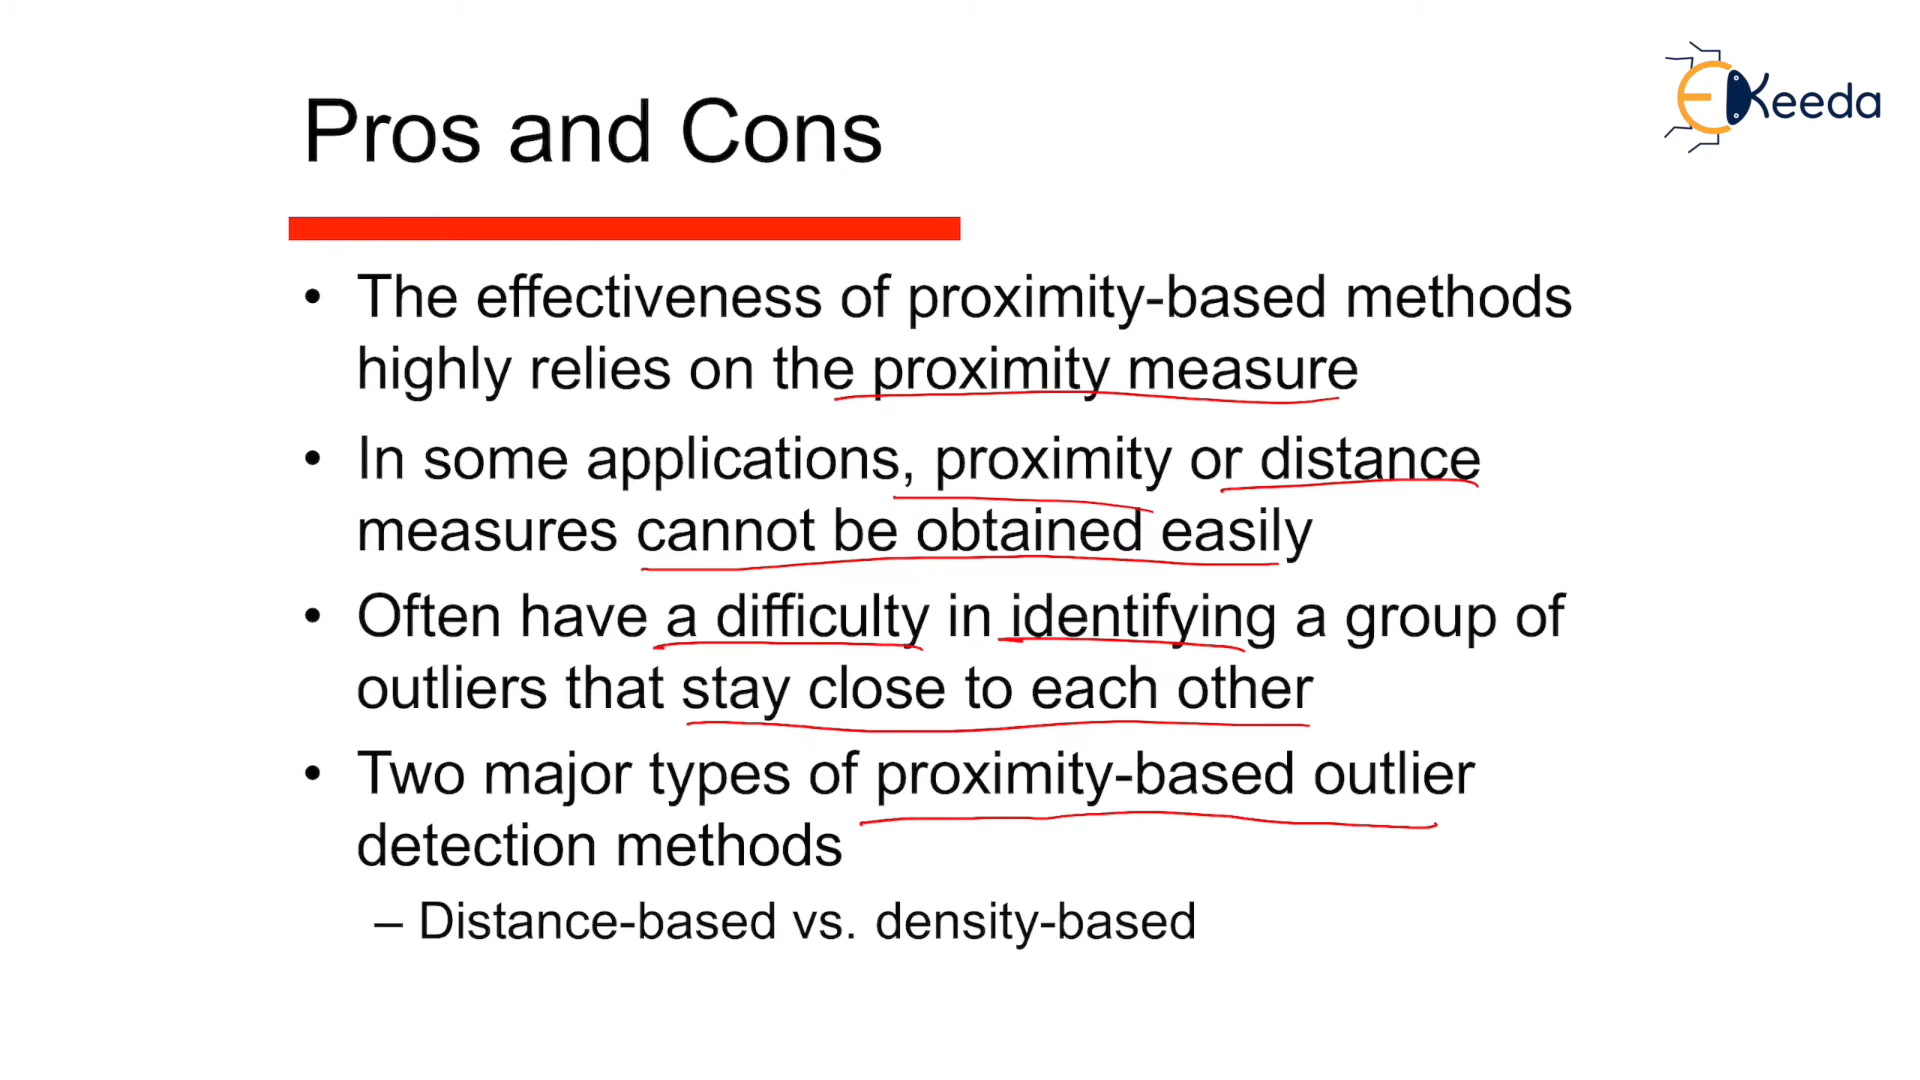 EKeeda
Pros and Cons
• The effectiveness of proximity-based methods
highly relies on the proximity measure
• In some applications, proximity or distance
measures cannot be obtained easily
• Often have a difficulty in identifying a group of
outliers that stay close to each other
• Two major types of proximity-based outlier
detection methods
– Distance-based vs. density-based